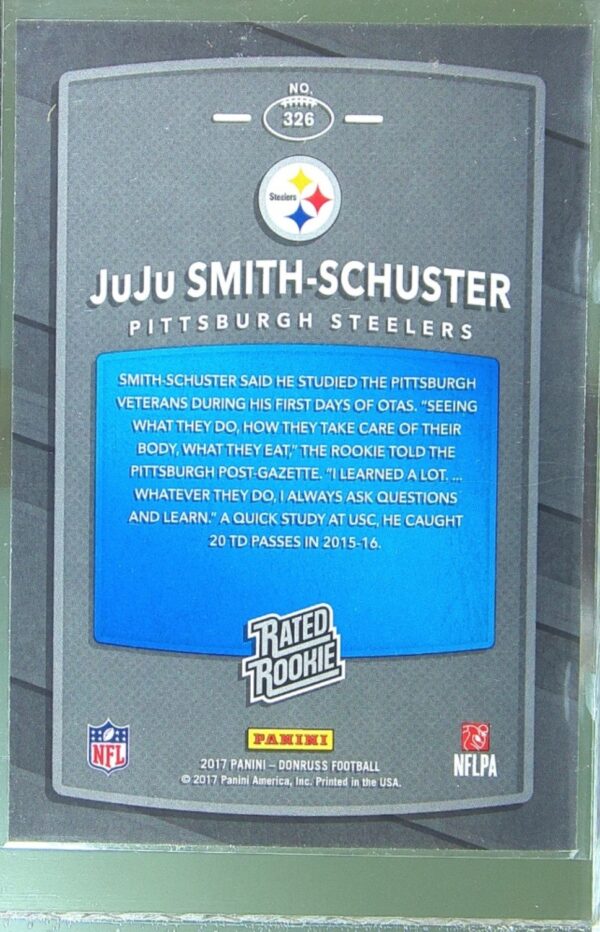 NO.
326
Steelers
JuJu SMITH-SCHUSTER
PITTSBURGH STEELERS
SMITH-SCHUSTER SAID HE STUDIED THE PITTSBURGH
VETERANS DURING HIS FIRST DAYS OF OTAS. "SEEING
WHAT THEY DO, HOW THEY TAKE CARE OF THEIR
BODY, WHAT THEY EAT," THE ROOKIE TOLD THE
PITTSBURGH POST-GAZETTE. "I LEARNED A LOT. ...
WHATEVER THEY DO, I ALWAYS ASK QUESTIONS
AND LEARN." A QUICK STUDY AT USC, HE CAUGHT
20 TD PASSES IN 2015-16.
RATED
ROOKIE
NFL
PANINI
NFLPA
2017 PANINI – DONRUSS FOOTBALL
© 2017 Panini America, Inc. Printed in the USA.